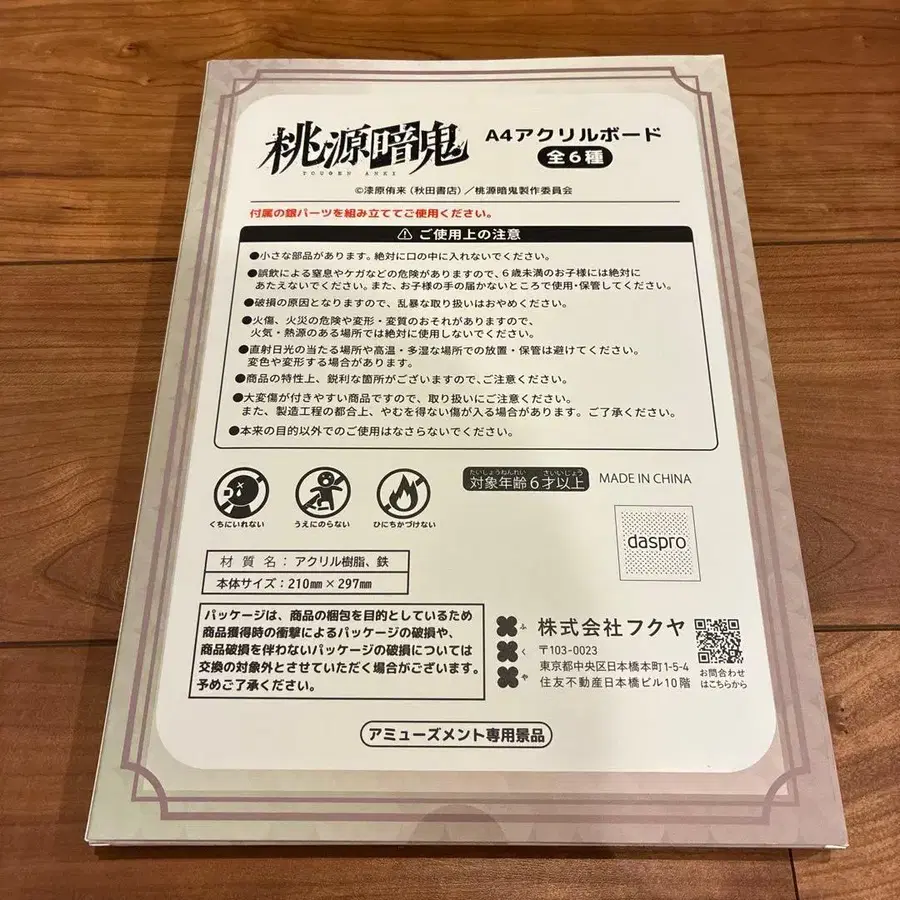 桃源暗鬼
TOUGEN ANKI
A4アクリルボード
全6種
©漆原侑来（秋田書店）／桃源暗鬼製作委員会
付属の銀パーツを組み立ててご使用ください。
ご使用上の注意
●小さな部品があります。絶対に口の中に入れないでください。
●誤飲による窒息やケガなどの危険がありますので、6歳未満のお子様には絶対に
あたえないでください。また、お子様の手の届かないところで使用・保管してください。
●破損の原因となりますので、乱暴な取り扱いはおやめください。
●火傷、火災の危険や変形・変質のおそれがありますので、
火気・熱源のある場所では絶対に使用しないでください。
●直射日光の当たる場所や高温・多湿な場所での放置・保管は避けてください。
変色や変形する場合があります。
●商品の特性上、鋭利な箇所がございますので、ご注意ください。
●大変傷が付きやすい商品ですので、取り扱いにご注意ください。
また、製造工程の都合上、やむを得ない傷が入る場合があります。ご了承ください。
●本来の目的以外でのご使用はなさらないでください。
くちにいれない
うえにのらない
ひにちかづけない
たいしょうねんれい さいいじょう
対象年齢6才以上
MADE IN CHINA
daspro
材質名：アクリル樹脂、鉄
本体サイズ：210㎜×297㎜
パッケージは、商品の梱包を目的としているため
商品獲得時の衝撃によるパッケージの破損や、
商品破損を伴わないパッケージの破損については
交換の対象外とさせていただく場合がございます。
予めご了承ください。
ふ
く
や
株式会社フクヤ
〒103-0023
東京都中央区日本橋本町1-5-4
住友不動産日本橋ビル10階
お問合わせ
はこちらから
アミューズメント専用景品